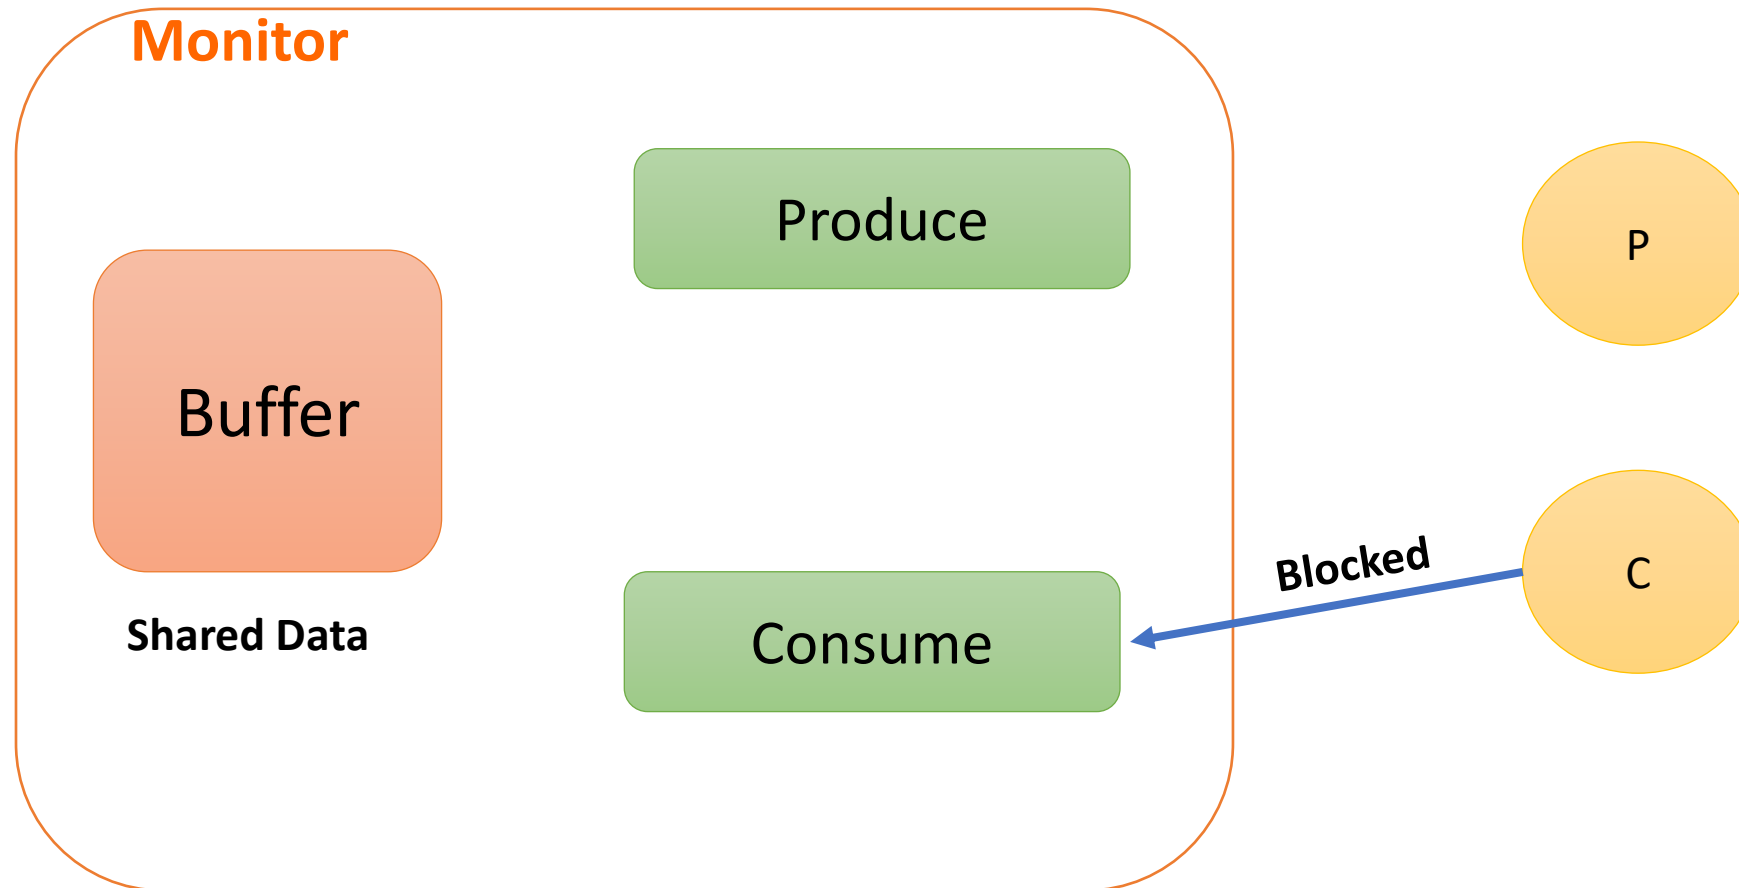 Monitor
Produce
P
Buffer
Blocked
C
Shared Data
Consume